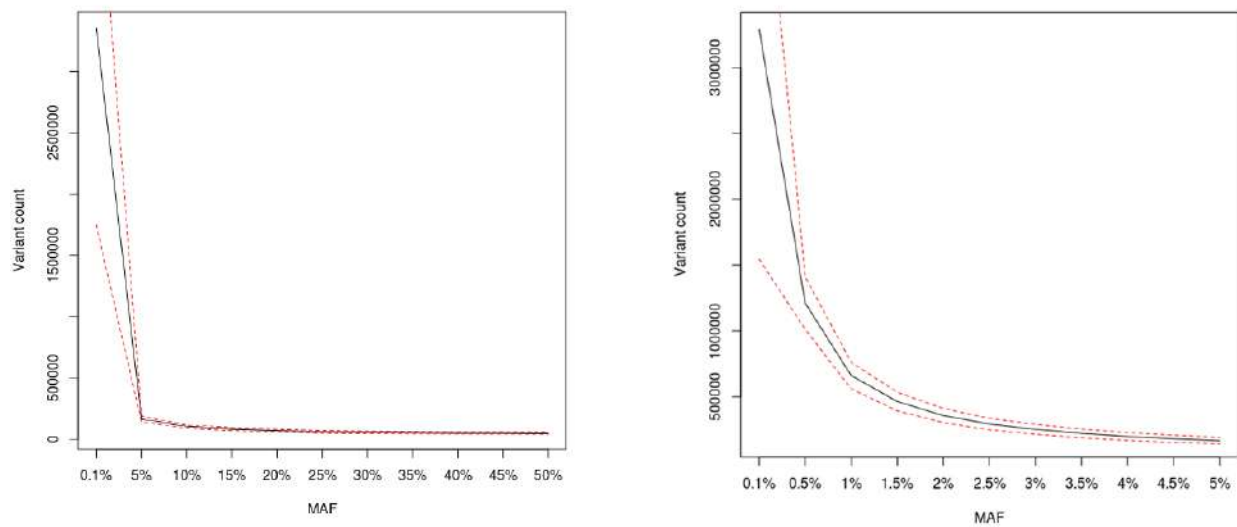 Variant count
2500000
1500000
500000
0
0.1% 5% 10% 15% 20% 25% 30% 35% 40% 45% 50%
MAF
Variant count
3000000
2000000
1000000
500000
0.1% 0.5% 1% 1.5% 2% 2.5% 3% 3.5% 4% 4.5% 5%
MAF